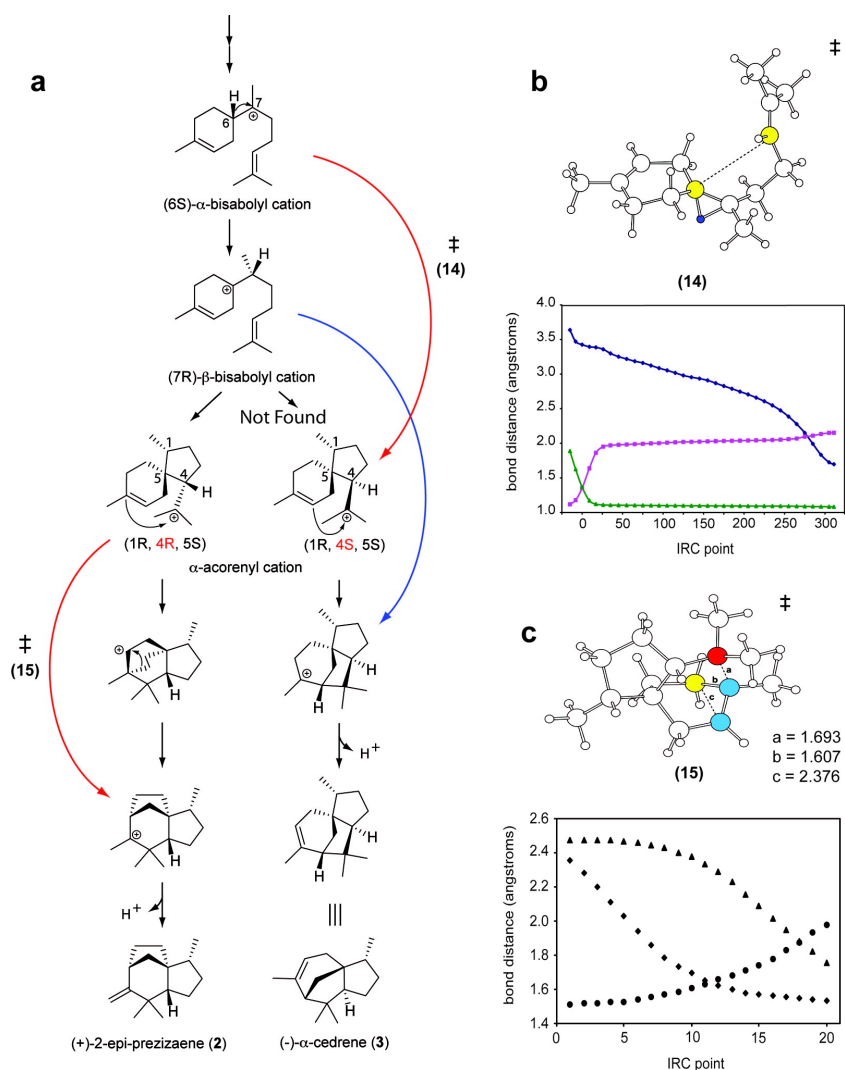 a
H
7
6
⊕
(6S)-α-bisabolyl cation
‡
(14)
H
⊕
(7R)-β-bisabolyl cation
Not Found
1
5
4
H
⊕
(1R, 4R, 5S)
1
5
4
H
⊕
(1R, 4S, 5S)
α-acorenyl cation
‡
(15)
⊕
H
⊕
H
H+
⊕
H
H
H+
H
(+)-2-epi-prezizaene (2)
H
(-)-α-cedrene (3)
b
‡
(14)
4.0
3.5
3.0
2.5
2.0
1.5
1.0
bond distance (angstroms)
0 50 100 150 200 250 300
IRC point
c
‡
a
b
c
(15)
a = 1.693
b = 1.607
c = 2.376
2.6
2.4
2.2
2.0
1.8
1.6
1.4
bond distance (angstroms)
0 5 10 15 20
IRC point